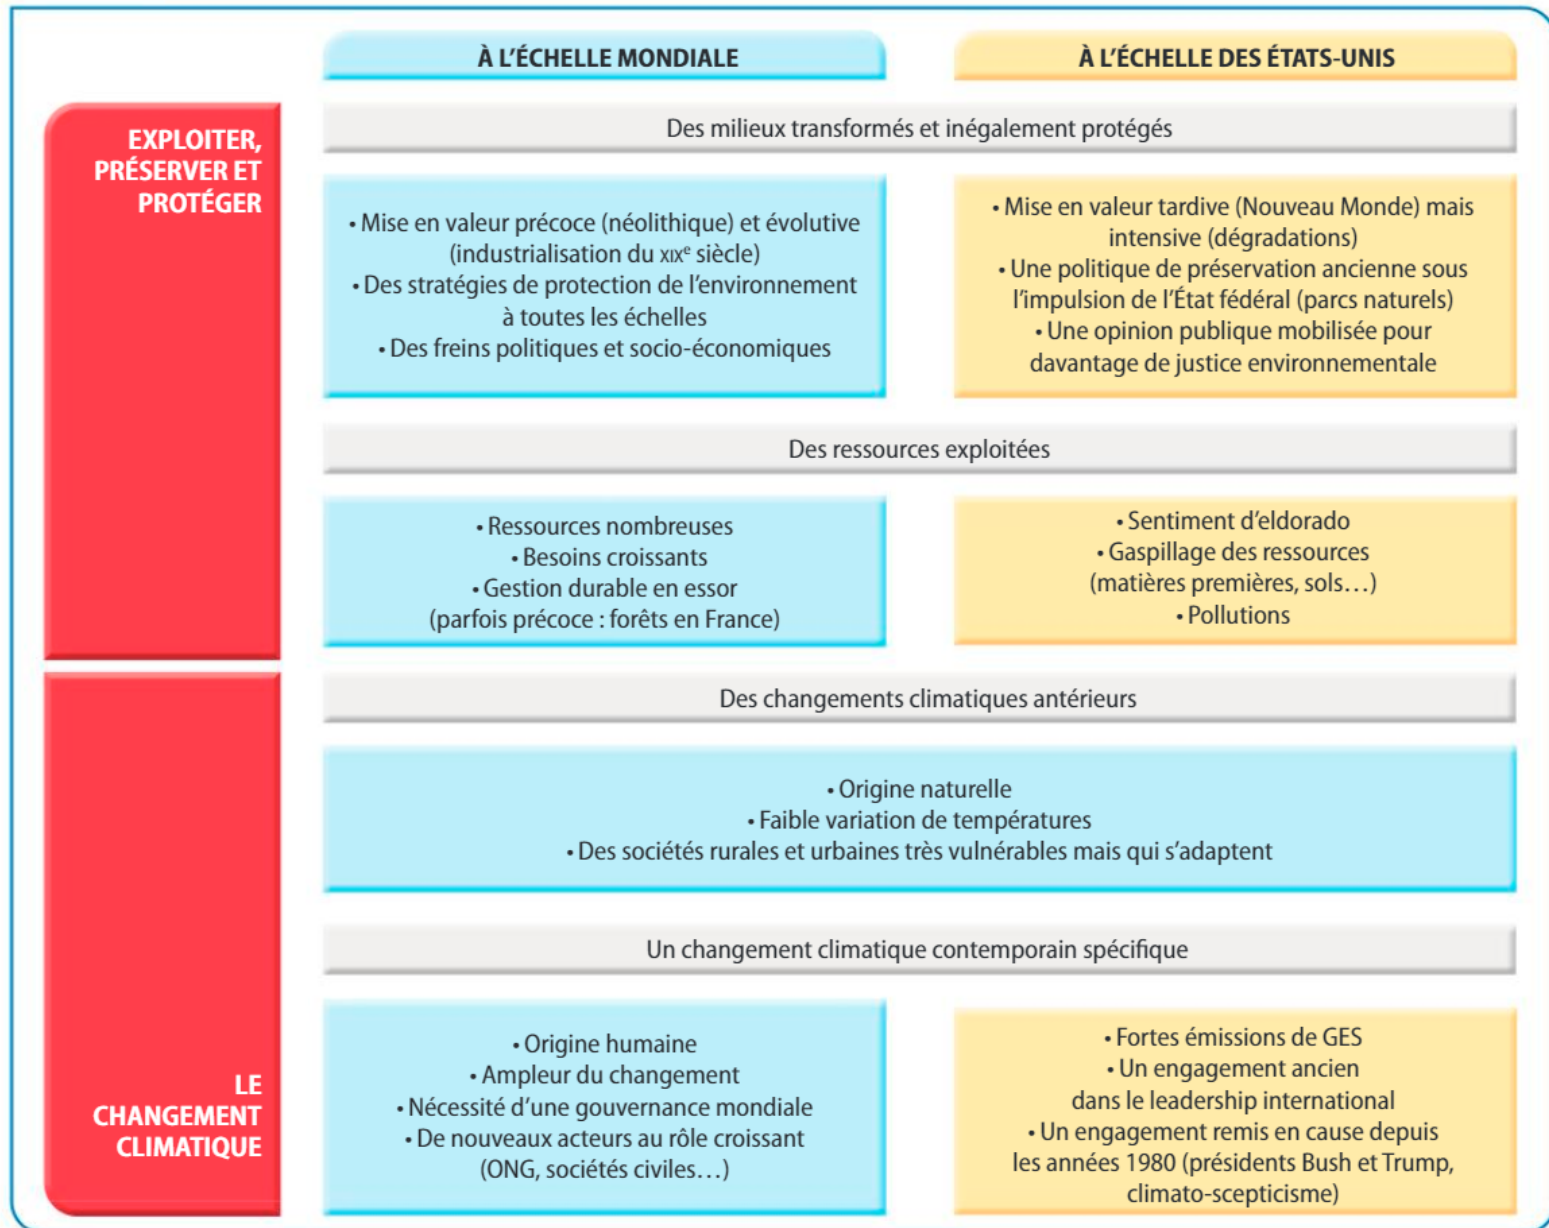 À L'ÉCHELLE MONDIALE
À L'ÉCHELLE DES ÉTATS-UNIS
EXPLOITER,
PRÉSERVER ET
PROTÉGER
Des milieux transformés et inégalement protégés
• Mise en valeur précoce (néolithique) et évolutive
(industrialisation du XIXe siècle)
• Des stratégies de protection de l'environnement
à toutes les échelles
• Des freins politiques et socio-économiques
• Mise en valeur tardive (Nouveau Monde) mais
intensive (dégradations)
• Une politique de préservation ancienne sous
l'impulsion de l'État fédéral (parcs naturels)
• Une opinion publique mobilisée pour
davantage de justice environnementale
Des ressources exploitées
• Ressources nombreuses
• Besoins croissants
• Gestion durable en essor
(parfois précoce : forêts en France)
• Sentiment d'eldorado
• Gaspillage des ressources
(matières premières, sols…)
• Pollutions
LE
CHANGEMENT
CLIMATIQUE
Des changements climatiques antérieurs
• Origine naturelle
• Faible variation de températures
• Des sociétés rurales et urbaines très vulnérables mais qui s'adaptent
Un changement climatique contemporain spécifique
• Origine humaine
• Ampleur du changement
• Nécessité d'une gouvernance mondiale
• De nouveaux acteurs au rôle croissant
(ONG, sociétés civiles…)
• Fortes émissions de GES
• Un engagement ancien
dans le leadership international
• Un engagement remis en cause depuis
les années 1980 (présidents Bush et Trump,
climato-scepticisme)